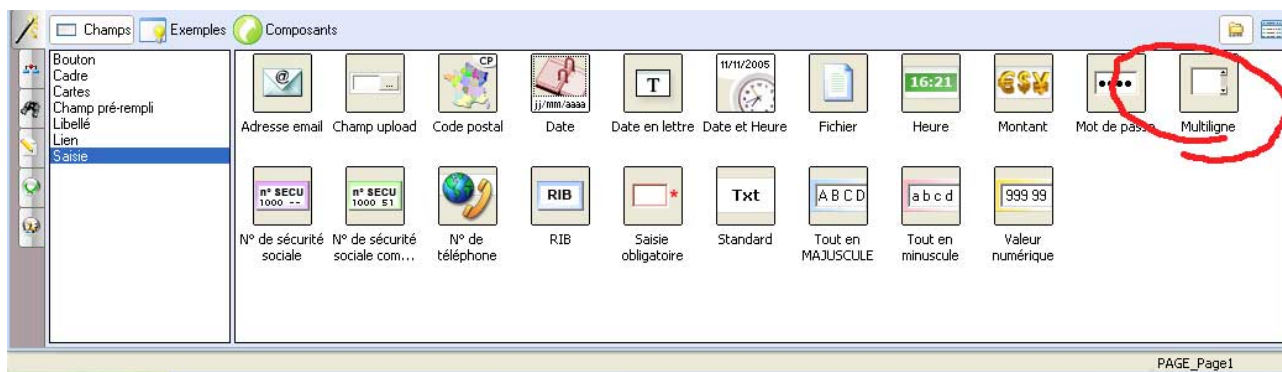 Champs Exemples Composants
Bouton
Cadre
Cartes
Champ pré-rempli
Libellé
Lien
Saisie
@ ... CP jj/mm/aaaa T 11/11/2005 16:21 €$¥
Adresse email Champ upload Code postal Date Date en lettre Date et Heure Fichier Heure Montant Mot de passe Multiligne
n° SECU n° SECU
1000 -- 1000 51 RIB * Txt A B C D a b c d 999 99
N° de sécurité N° de sécurité N° de RIB Saisie Standard Tout en Tout en Valeur
sociale sociale com... téléphone obligatoire MAJUSCULE minuscule numérique
PAGE_Page1